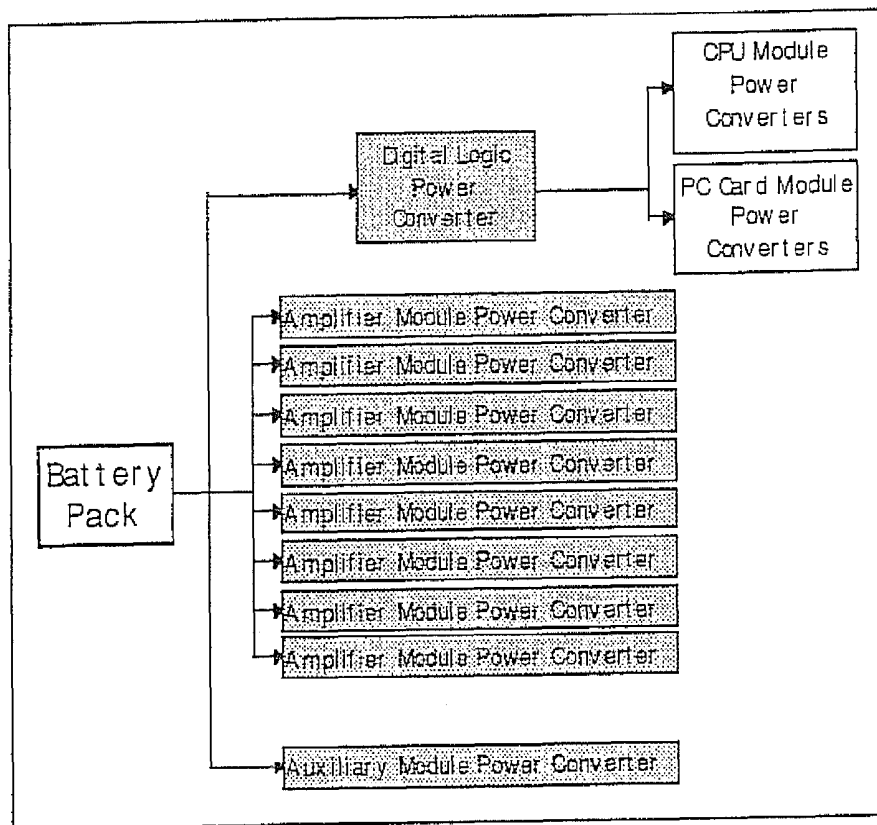 CPU Module
Power
Converters
Digital Logic
Power
Converter
PC Card Module
Power
Converters
Amplifier Module Power Converter
Amplifier Module Power Converter
Amplifier Module Power Converter
Amplifier Module Power Converter
Amplifier Module Power Converter
Amplifier Module Power Converter
Amplifier Module Power Converter
Amplifier Module Power Converter
Battery
Pack
Auxiliary Module Power Converter